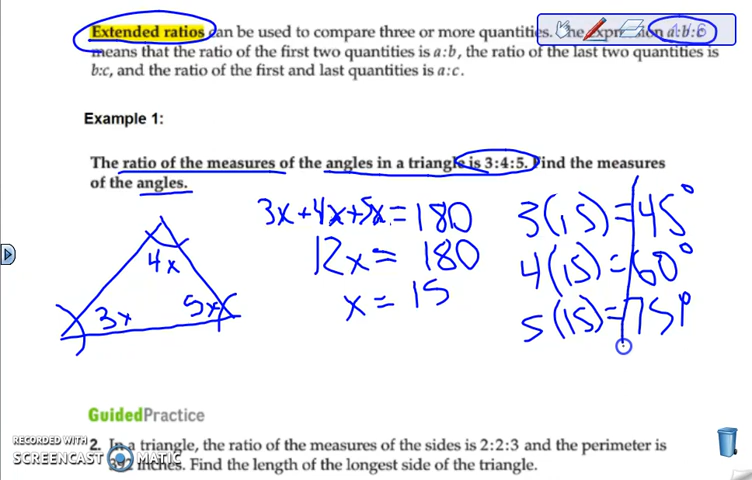 Extended ratios can be used to compare three or more quantities. The expression a:b:c
means that the ratio of the first two quantities is a:b, the ratio of the last two quantities is
b:c, and the ratio of the first and last quantities is a:c.
Example 1:
The ratio of the measures of the angles in a triangle is 3:4:5. Find the measures
of the angles.
3x+4x+5x=180
12x=180
x=15
3(15)=45°
4(15)=60°
5(15)=75°
4x
3x
5x
GuidedPractice
2. In a triangle, the ratio of the measures of the sides is 2:2:3 and the perimeter is
392 inches. Find the length of the longest side of the triangle.
RECORDED WITH
SCREENCAST MATIC